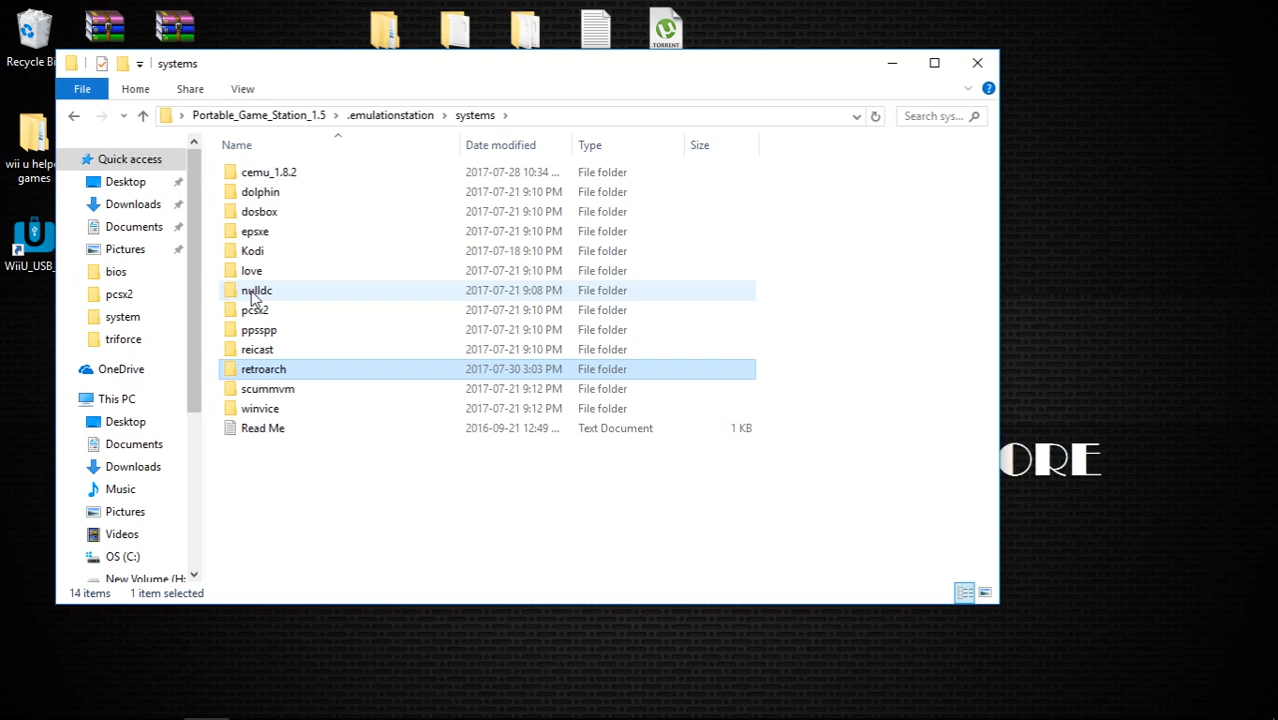 Recycle Bi
TORRENT
systems
File
Home
Share
View
Portable_Game_Station_1.5
.emulationstation
systems
Search sys...
Name
Date modified
Type
Size
Quick access
Desktop
Downloads
Documents
Pictures
bios
pcsx2
system
triforce
OneDrive
This PC
Desktop
Documents
Downloads
Music
Pictures
Videos
OS (C:)
New Volume (H:
cemu_1.8.2 2017-07-28 10:34 ... File folder
dolphin 2017-07-21 9:10 PM File folder
dosbox 2017-07-21 9:10 PM File folder
epsxe 2017-07-21 9:10 PM File folder
Kodi 2017-07-18 9:10 PM File folder
love 2017-07-21 9:10 PM File folder
nulldc 2017-07-21 9:08 PM File folder
pcsx2 2017-07-21 9:10 PM File folder
ppsspp 2017-07-21 9:10 PM File folder
reicast 2017-07-21 9:10 PM File folder
retroarch 2017-07-30 3:03 PM File folder
scummvm 2017-07-21 9:12 PM File folder
winvice 2017-07-21 9:12 PM File folder
Read Me 2016-09-21 12:49 ... Text Document 1 KB
14 items
1 item selected
wii u helpe
games
WiiU_USB_
ORE